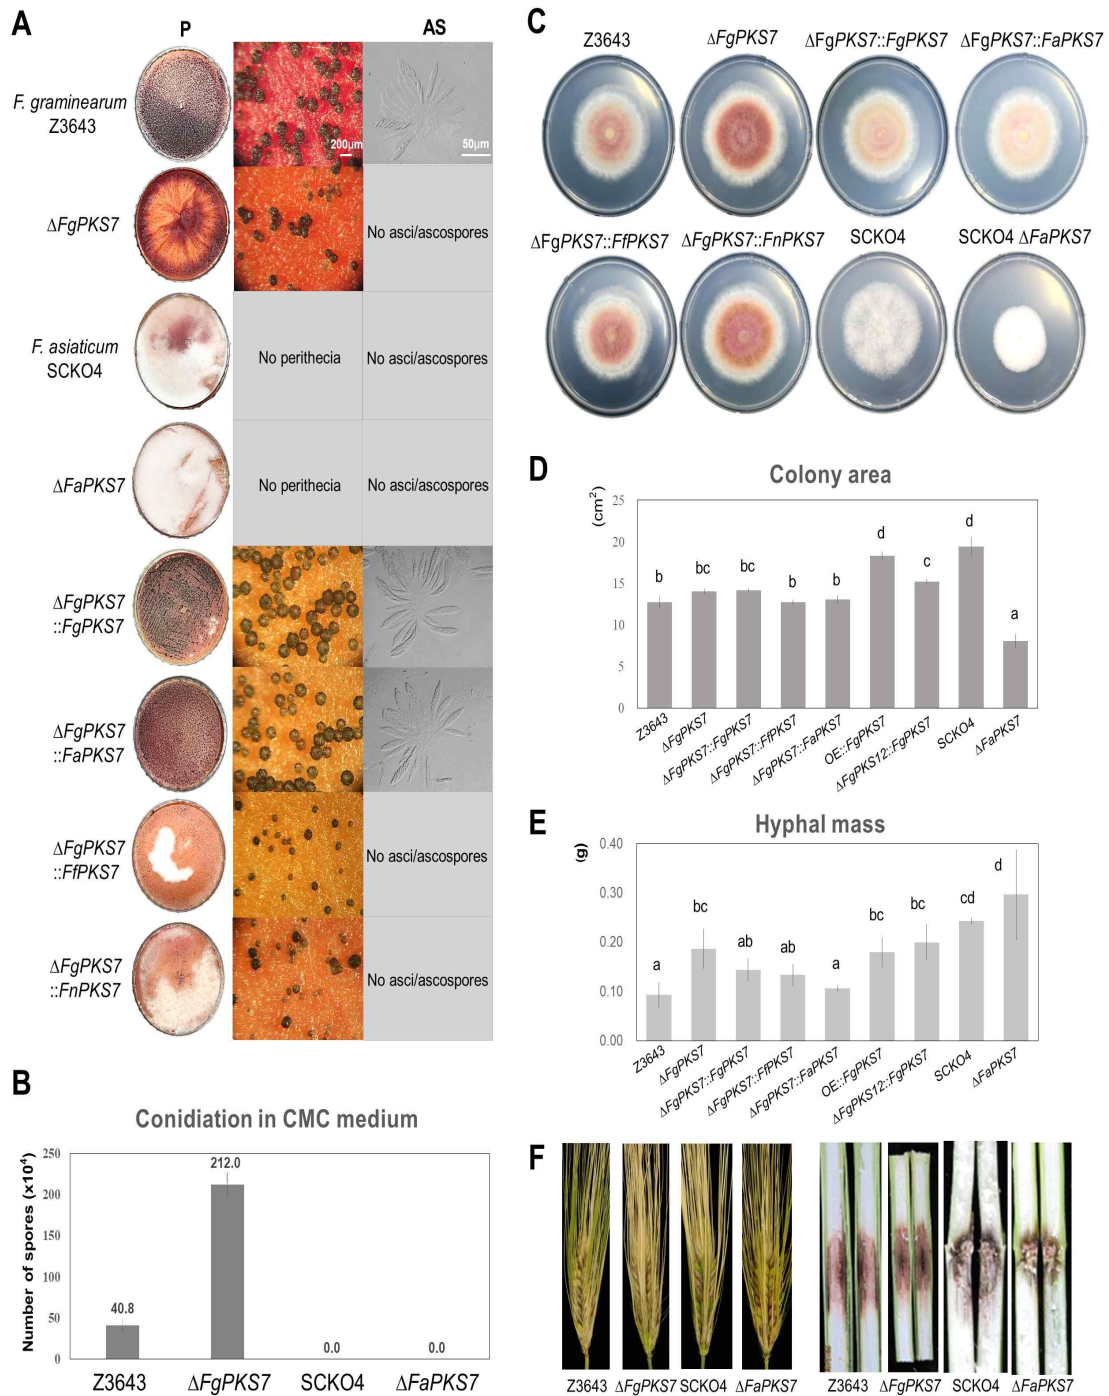 A
P
AS
F. graminearum
Z3643
200μm
50μm
ΔFgPKS7
No asci/ascospores
F. asiaticum
SCKO4
No perithecia
No asci/ascospores
ΔFaPKS7
No perithecia
No asci/ascospores
ΔFgPKS7
::FgPKS7
ΔFgPKS7
::FaPKS7
ΔFgPKS7
::FfPKS7
No asci/ascospores
ΔFgPKS7
::FnPKS7
No asci/ascospores
B
Conidiation in CMC medium
Number of spores (x10⁴)
250
200
150
100
50
0
40.8
212.0
0.0
0.0
Z3643
ΔFgPKS7
SCKO4
ΔFaPKS7
C
Z3643
ΔFgPKS7
ΔFgPKS7::FgPKS7
ΔFgPKS7::FaPKS7
ΔFgPKS7::FfPKS7
ΔFgPKS7::FnPKS7
SCKO4
SCKO4 ΔFaPKS7
D
Colony area
(cm²)
25
20
15
10
5
0
b
bc
bc
b
b
d
c
d
a
Z3643
ΔFgPKS7
ΔFgPKS7::FgPKS7
ΔFgPKS7::FfPKS7
ΔFgPKS7::FaPKS7
OE::FgPKS7
ΔFgPKS12::FgPKS7
SCKO4
ΔFaPKS7
E
Hyphal mass
(g)
0.40
0.30
0.20
0.10
0.00
a
bc
ab
ab
a
bc
bc
cd
d
Z3643
ΔFgPKS7
ΔFgPKS7::FgPKS7
ΔFgPKS7::FfPKS7
ΔFgPKS7::FaPKS7
OE::FgPKS7
ΔFgPKS12::FgPKS7
SCKO4
ΔFaPKS7
F
Z3643
ΔFgPKS7
SCKO4
ΔFaPKS7
Z3643
ΔFgPKS7
SCKO4
ΔFaPKS7